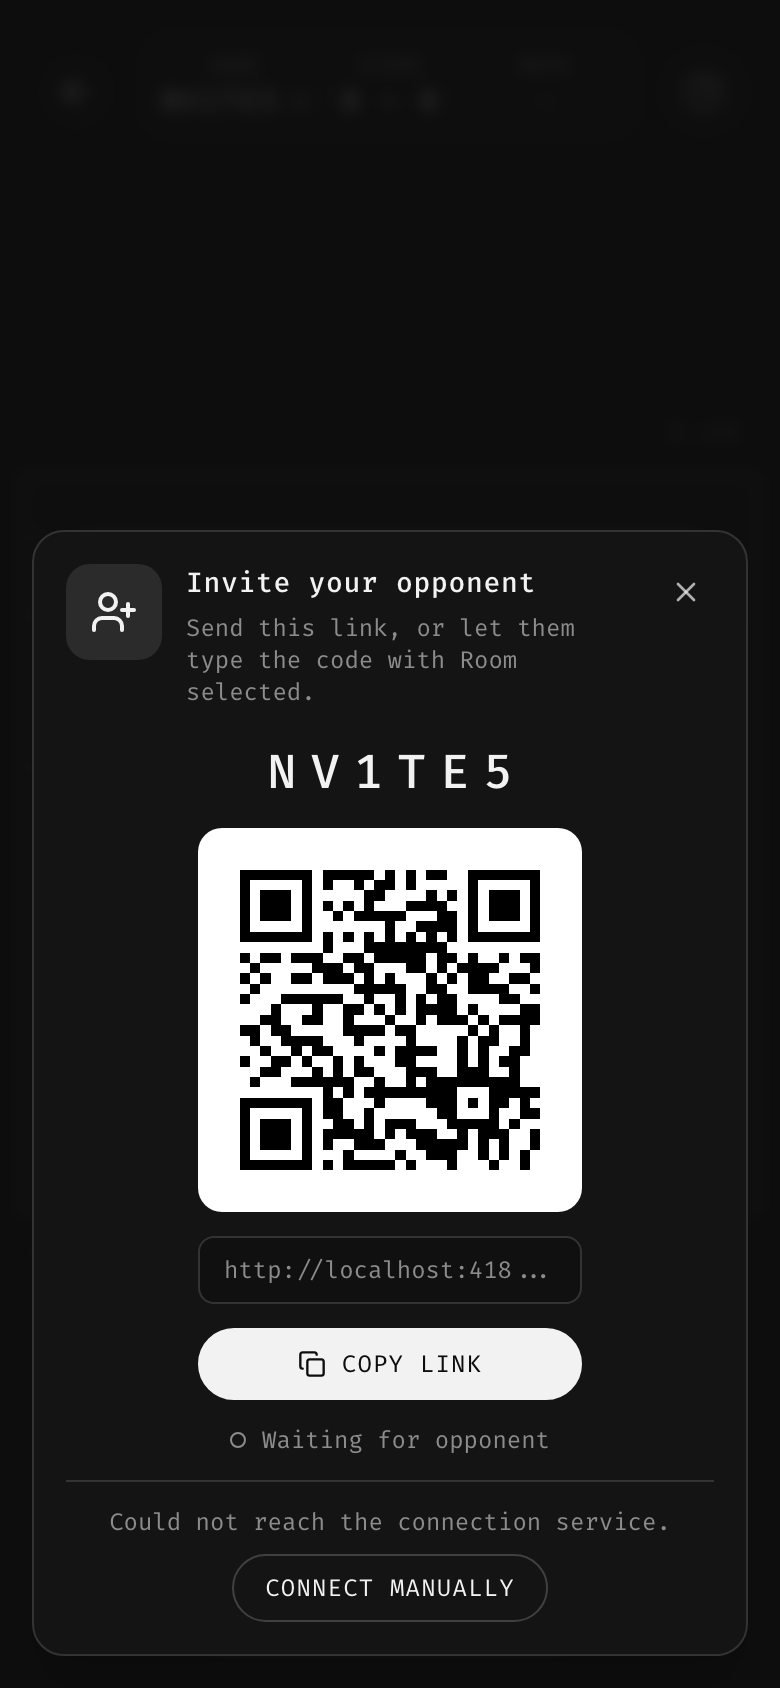 Invite your opponent
Send this link, or let them
type the code with Room
selected.
NV1TE5
http://localhost:418...
COPY LINK
Waiting for opponent
Could not reach the connection service.
CONNECT MANUALLY